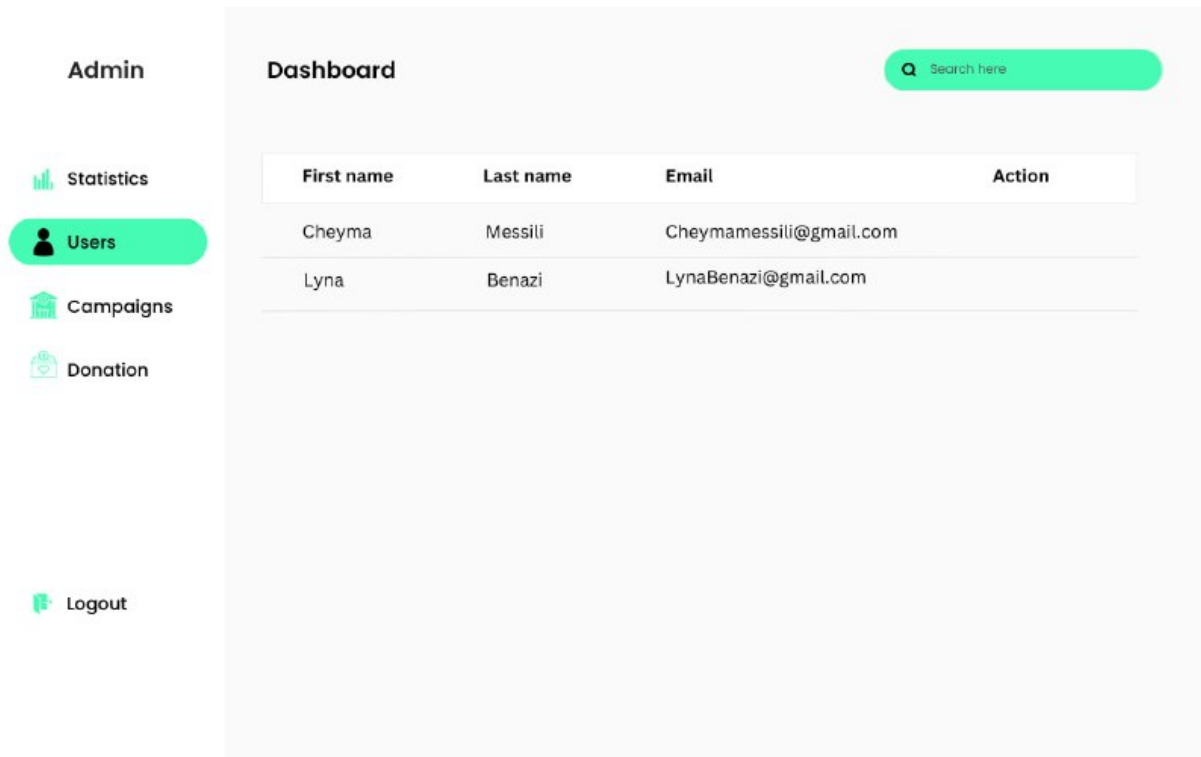 Admin
Dashboard
Search here
Statistics
Users
Campaigns
Donation
Logout
First name Last name Email Action
Cheyma Messili Cheymamessili@gmail.com
Lyna Benazi LynaBenazi@gmail.com